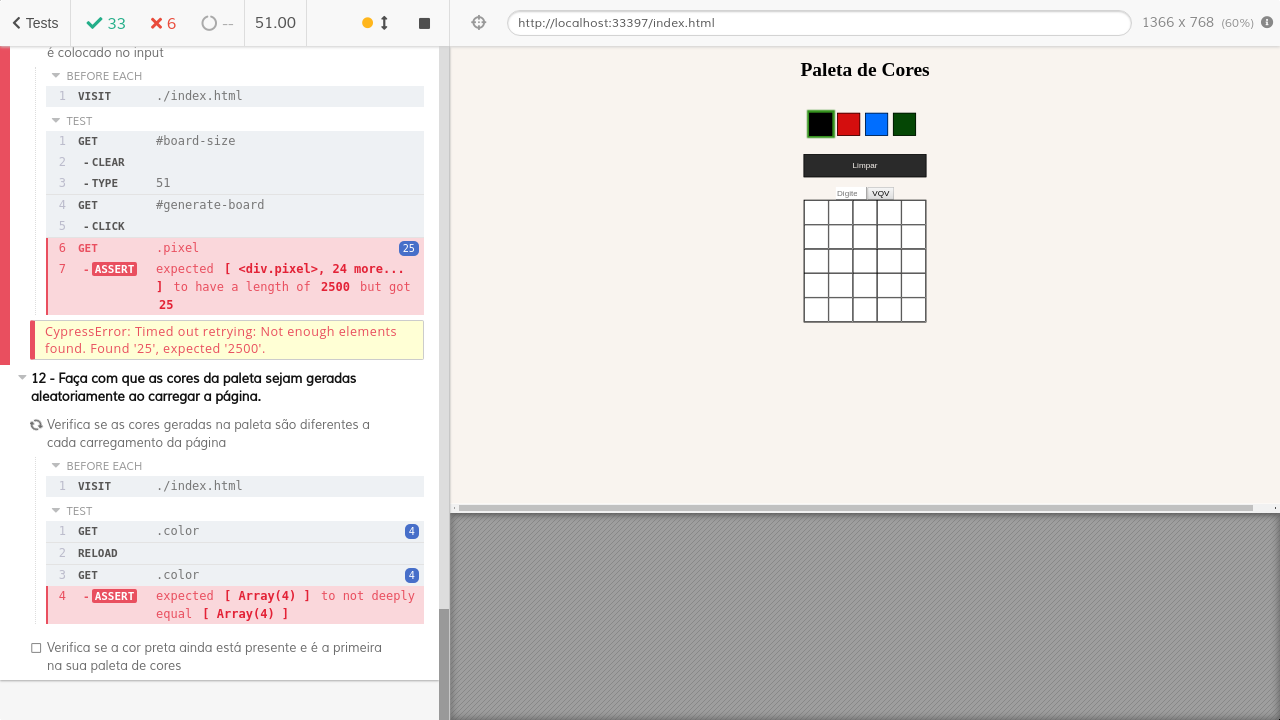 Tests 33 6 -- 51.00 http://localhost:33397/index.html 1366 x 768 (60%)
é colocado no input
BEFORE EACH
1 VISIT ./index.html
TEST
1 GET #board-size
2 - CLEAR
3 - TYPE 51
4 GET #generate-board
5 - CLICK
6 GET .pixel 25
7 - ASSERT expected [ <div.pixel>, 24 more...
] to have a length of 2500 but got
25
CypressError: Timed out retrying: Not enough elements
found. Found '25', expected '2500'.
12 - Faça com que as cores da paleta sejam geradas
aleatoriamente ao carregar a página.
Verifica se as cores geradas na paleta são diferentes a
cada carregamento da página
BEFORE EACH
1 VISIT ./index.html
TEST
1 GET .color 4
2 RELOAD
3 GET .color 4
4 - ASSERT expected [ Array(4) ] to not deeply
equal [ Array(4) ]
Verifica se a cor preta ainda está presente e é a primeira
na sua paleta de cores
Paleta de Cores
Limpar
Digite VQV